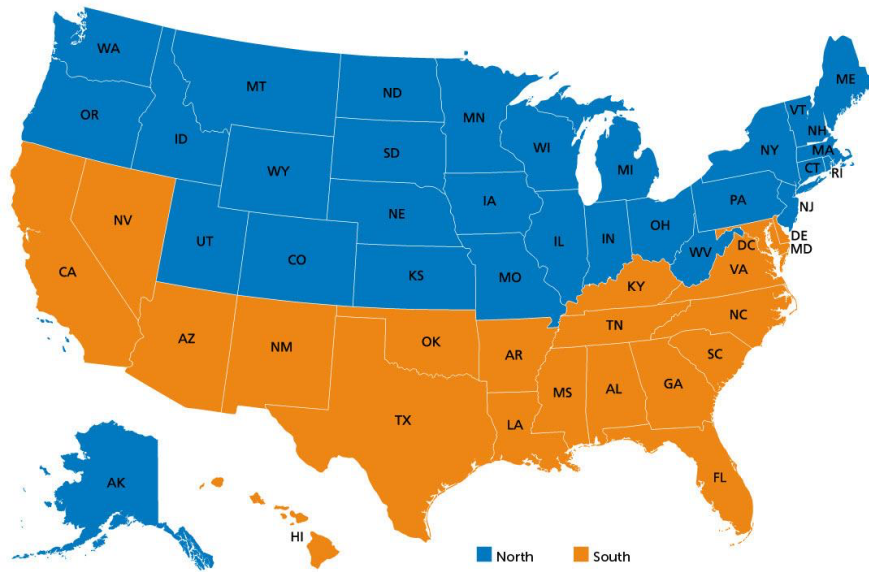 WA
MT
ND
MN
ME
VT
NH
OR
ID
SD
WI
NY
MA
WY
MI
CT
RI
IA
PA
NE
NJ
NV
OH
UT
IL
IN
DE
CO
WV
DC
MD
CA
KS
MO
VA
KY
NC
TN
AZ
OK
NM
AR
SC
MS
AL
GA
TX
LA
FL
AK
HI
North
South